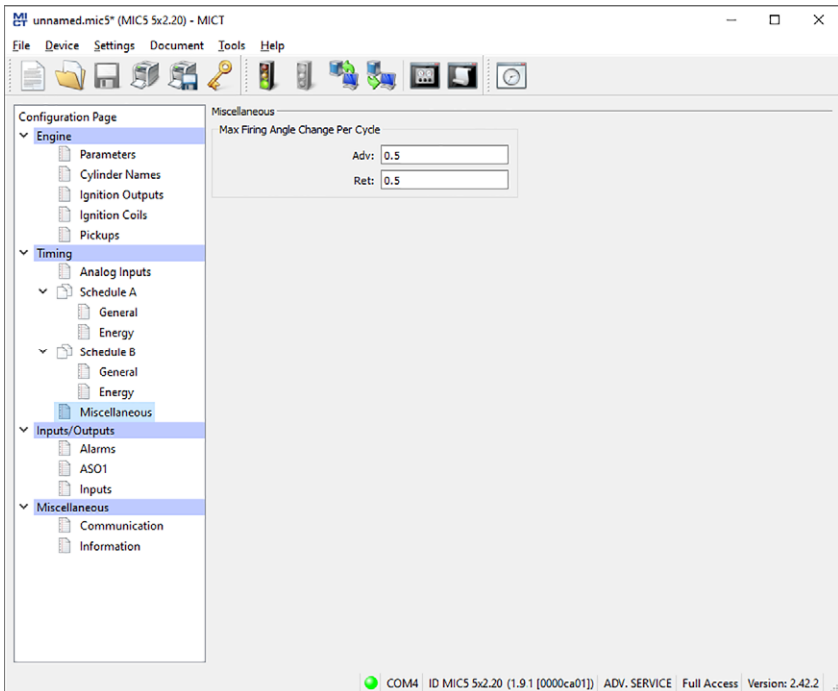 MICT unnamed.mic5* (MIC5 5x2.20) - MICT
File Device Settings Document Tools Help
Configuration Page
Engine
Parameters
Cylinder Names
Ignition Outputs
Ignition Coils
Pickups
Timing
Analog Inputs
Schedule A
General
Energy
Schedule B
General
Energy
Miscellaneous
Inputs/Outputs
Alarms
ASO1
Inputs
Miscellaneous
Communication
Information
Miscellaneous
Max Firing Angle Change Per Cycle
Adv: 0.5
Ret: 0.5
COM4 ID MIC5 5x2.20 (1.9.1 [0000ca01]) ADV. SERVICE Full Access Version: 2.42.2